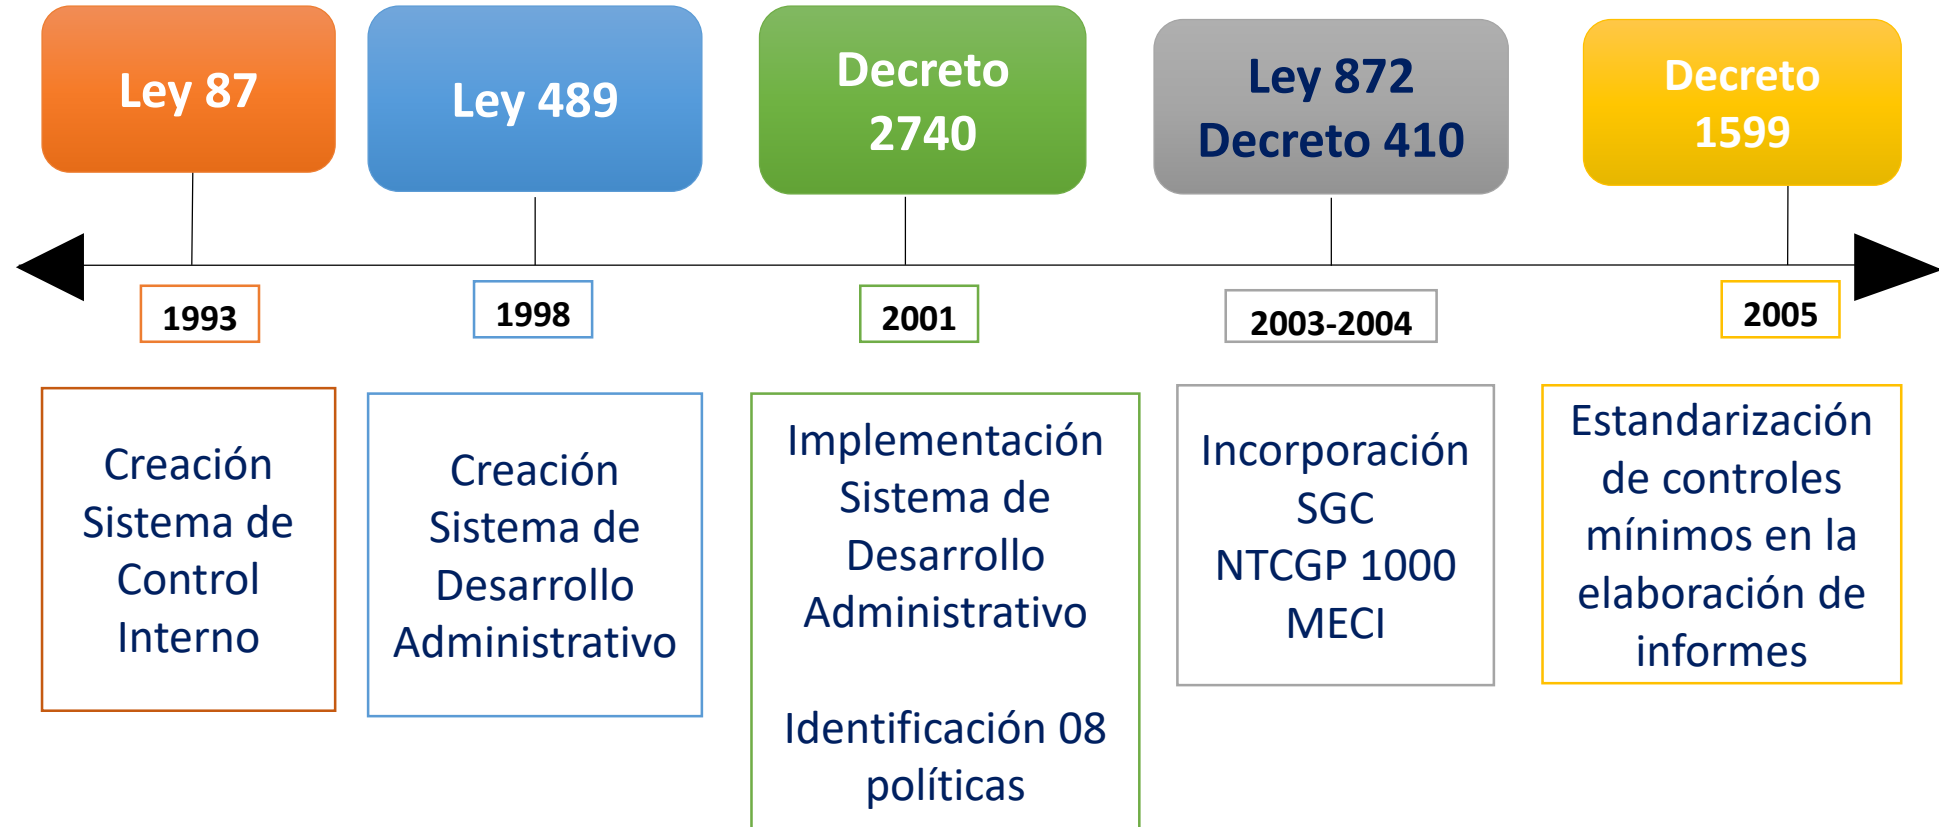 Ley 87
Ley 489
Decreto
2740
Ley 872
Decreto 410
Decreto
1599
1993
1998
2001
2003-2004
2005
Creación
Sistema de
Control
Interno
Creación
Sistema de
Desarrollo
Administrativo
Implementación
Sistema de
Desarrollo
Administrativo
Identificación 08
políticas
Incorporación
SGC
NTCGP 1000
MECI
Estandarización
de controles
mínimos en la
elaboración de
informes